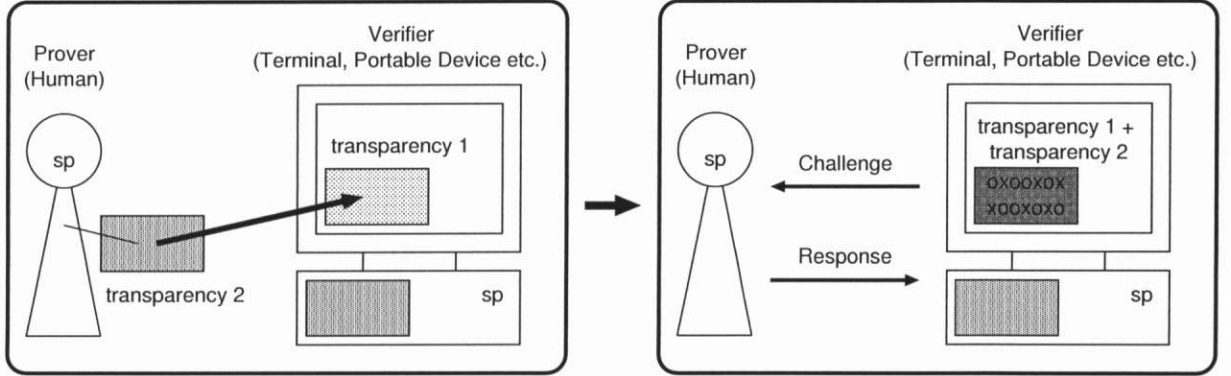 Prover
(Human)
Verifier
(Terminal, Portable Device etc.)
sp
transparency 1
transparency 2
sp
Prover
(Human)
Verifier
(Terminal, Portable Device etc.)
sp
Challenge
transparency 1 +
transparency 2
oxooxox
xooxoxo
Response
sp